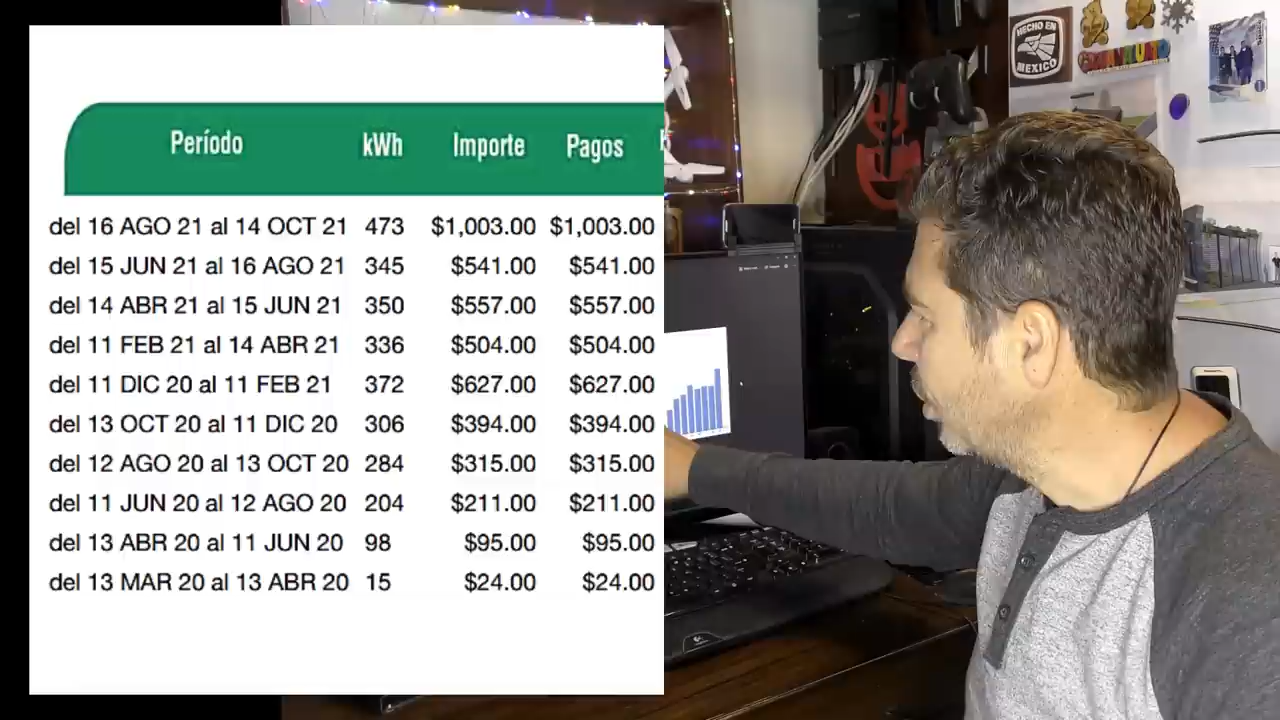 Período kWh Importe Pagos
del 16 AGO 21 al 14 OCT 21 473 $1,003.00 $1,003.00
del 15 JUN 21 al 16 AGO 21 345 $541.00 $541.00
del 14 ABR 21 al 15 JUN 21 350 $557.00 $557.00
del 11 FEB 21 al 14 ABR 21 336 $504.00 $504.00
del 11 DIC 20 al 11 FEB 21 372 $627.00 $627.00
del 13 OCT 20 al 11 DIC 20 306 $394.00 $394.00
del 12 AGO 20 al 13 OCT 20 284 $315.00 $315.00
del 11 JUN 20 al 12 AGO 20 204 $211.00 $211.00
del 13 ABR 20 al 11 JUN 20 98 $95.00 $95.00
del 13 MAR 20 al 13 ABR 20 15 $24.00 $24.00
HECHO EN
MEXICO